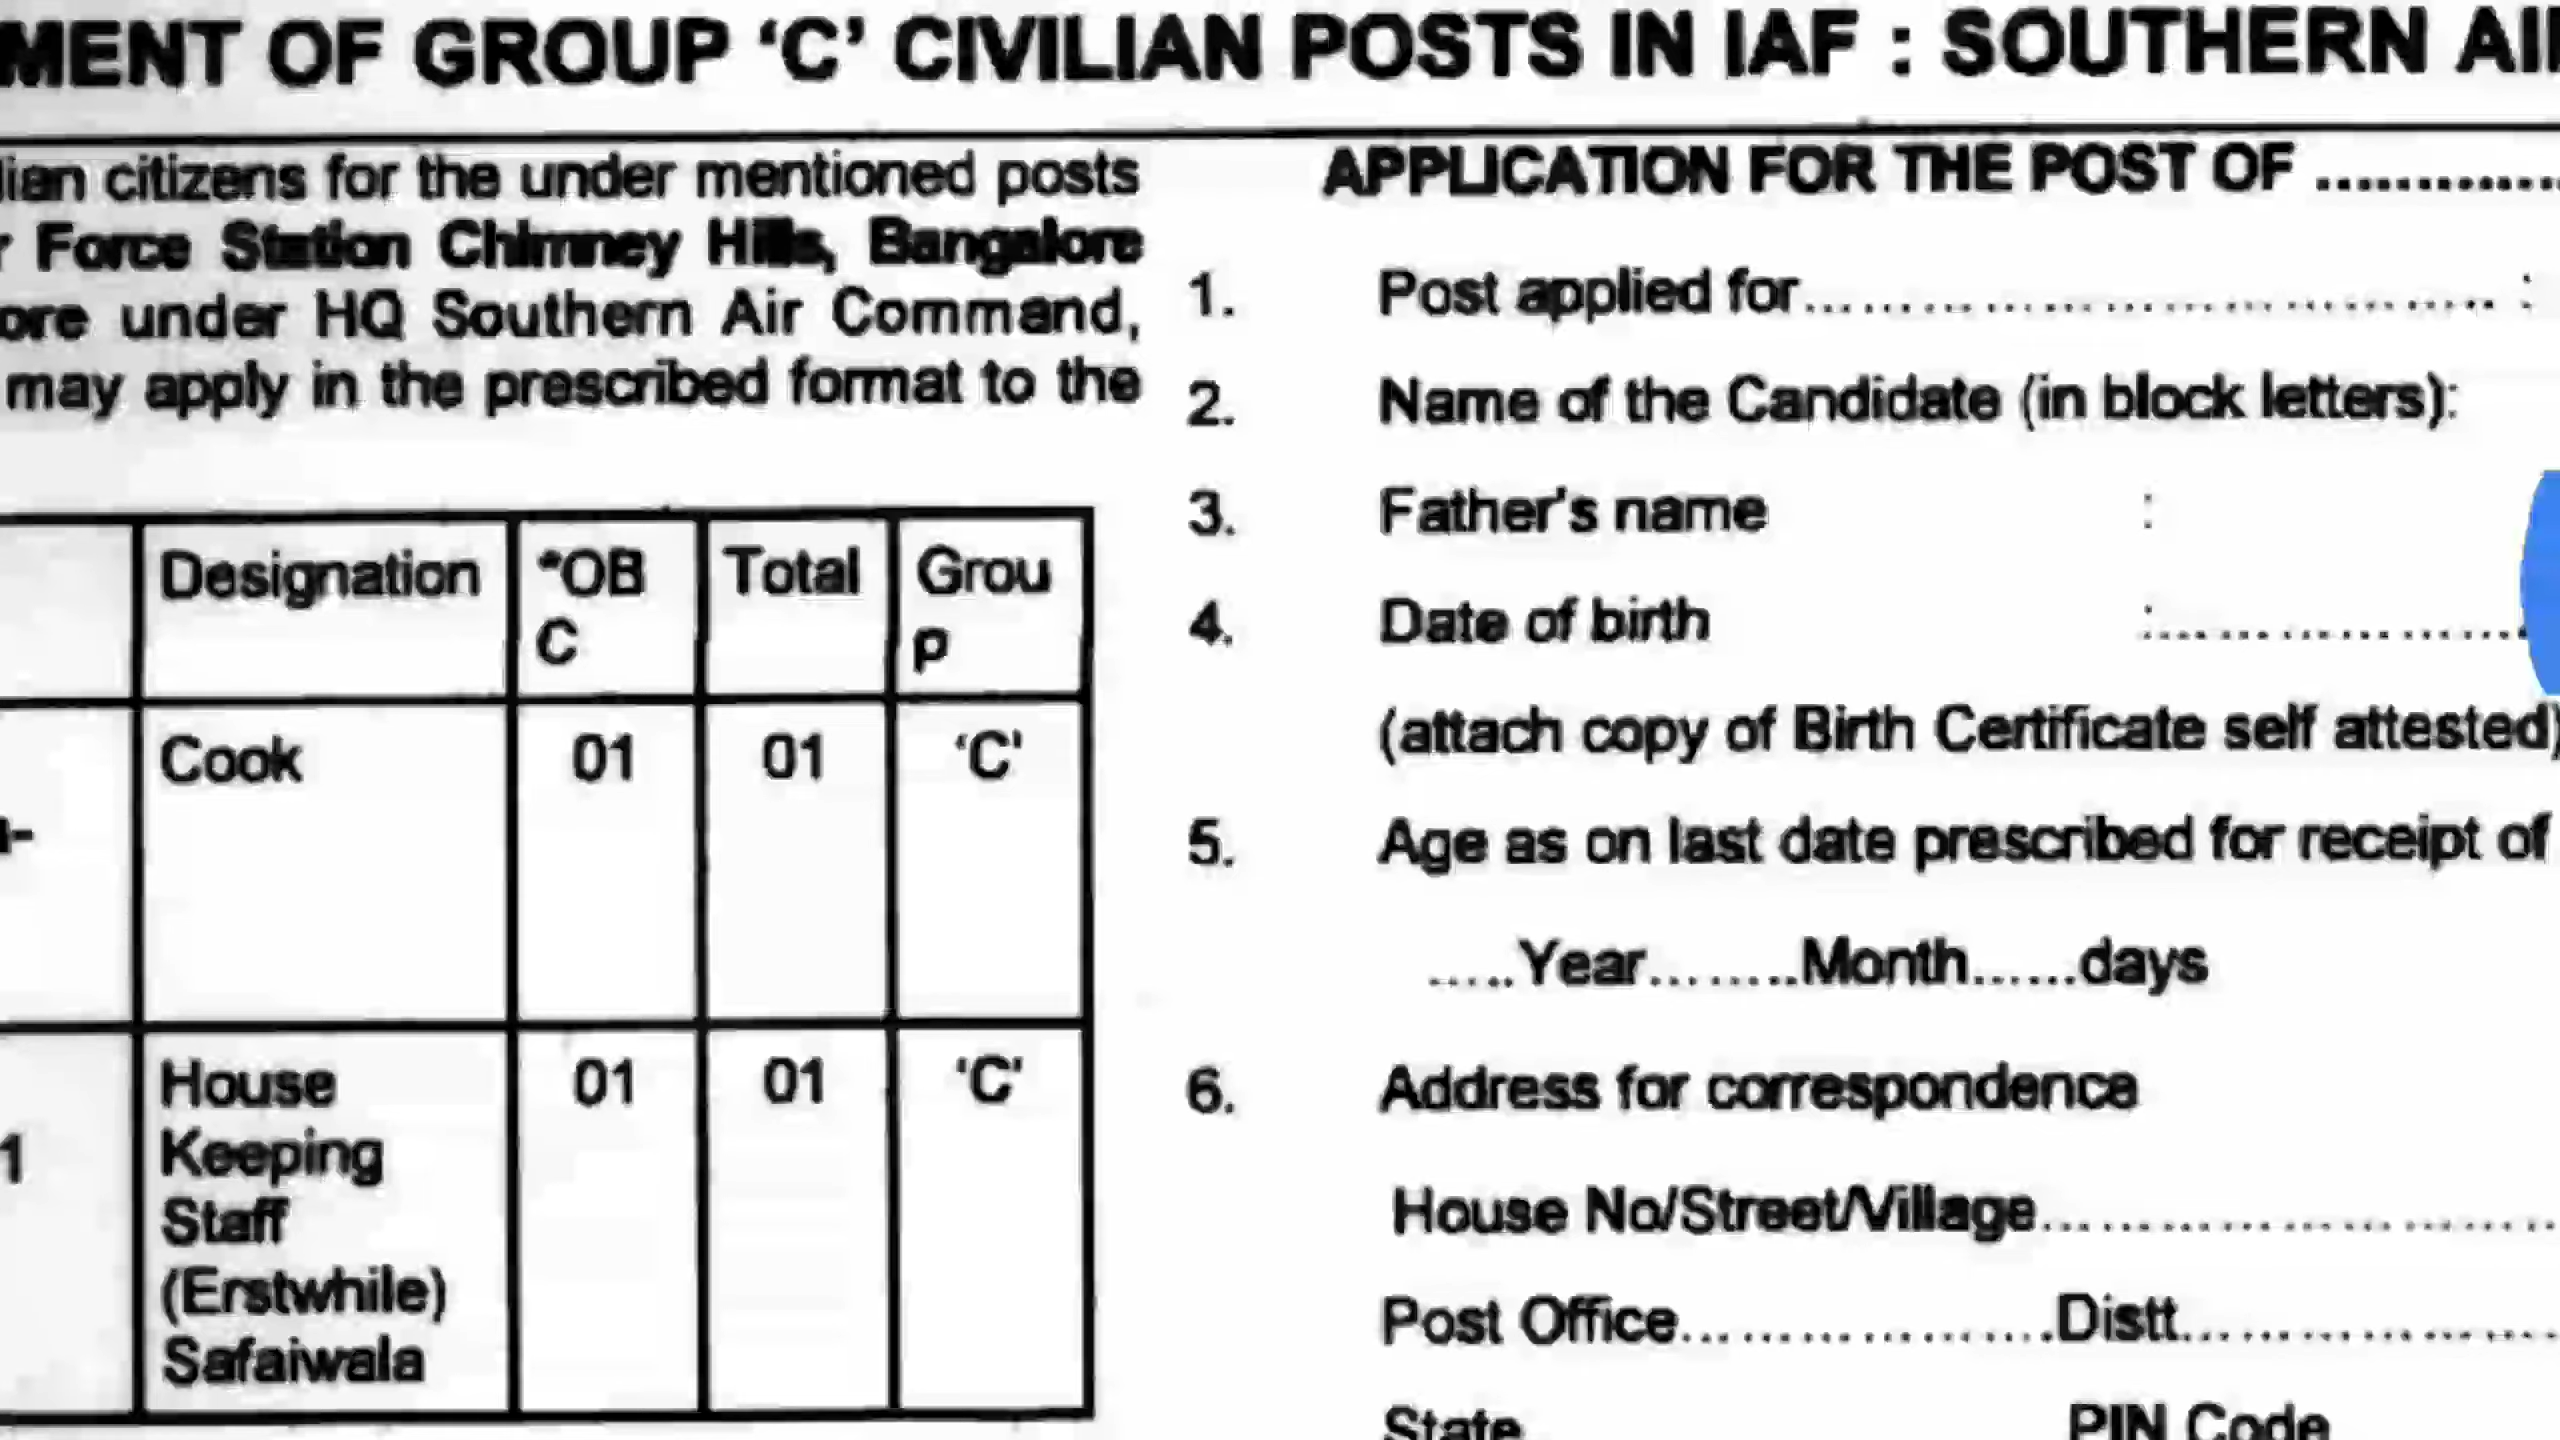 MENT OF GROUP ‘C’ CIVILIAN POSTS IN IAF : SOUTHERN AI
ian citizens for the under mentioned posts
r Force Station Chimney Hills, Bangalore
ore under HQ Southern Air Command,
may apply in the prescribed format to the
Designation *OB Total Grou
C p
Cook 01 01 ‘C'
House 01 01 ‘C'
1 Keeping
Staff
(Erstwhile)
Safaiwala
APPLICATION FOR THE POST OF ............
1. Post applied for........................................ :
2. Name of the Candidate (in block letters):
3. Father's name :
4. Date of birth :......................
(attach copy of Birth Certificate self attested)
5. Age as on last date prescribed for receipt of
.....Year........Month......days
6. Address for correspondence
House No/Street/Village..............................
Post Office......................Distt......................
State PIN Code